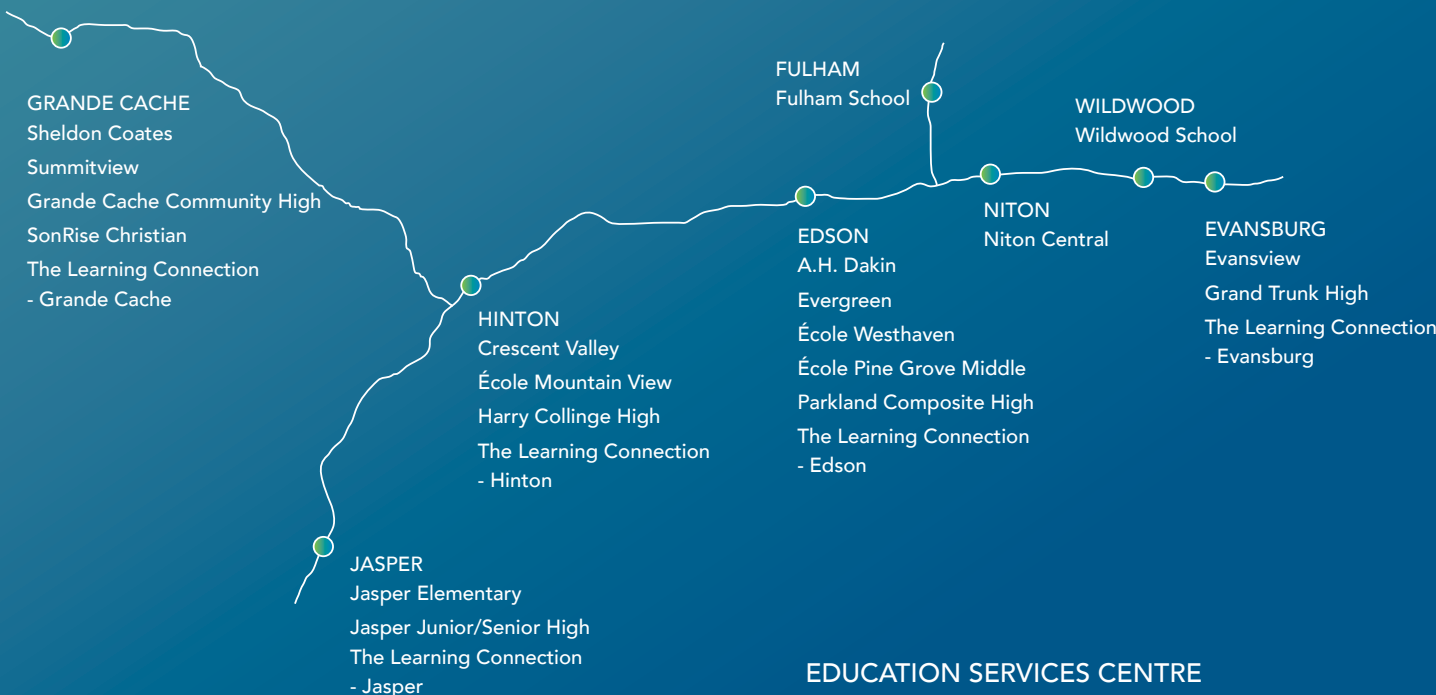 GRANDE CACHE
Sheldon Coates
Summitview
Grande Cache Community High
SonRise Christian
The Learning Connection
- Grande Cache
FULHAM
Fulham School
WILDWOOD
Wildwood School
HINTON
Crescent Valley
École Mountain View
Harry Collinge High
The Learning Connection
- Hinton
EDSON
A.H. Dakin
Evergreen
École Westhaven
École Pine Grove Middle
Parkland Composite High
The Learning Connection
- Edson
NITON
Niton Central
EVANSBURG
Evansview
Grand Trunk High
The Learning Connection
- Evansburg
JASPER
Jasper Elementary
Jasper Junior/Senior High
The Learning Connection
- Jasper
EDUCATION SERVICES CENTRE